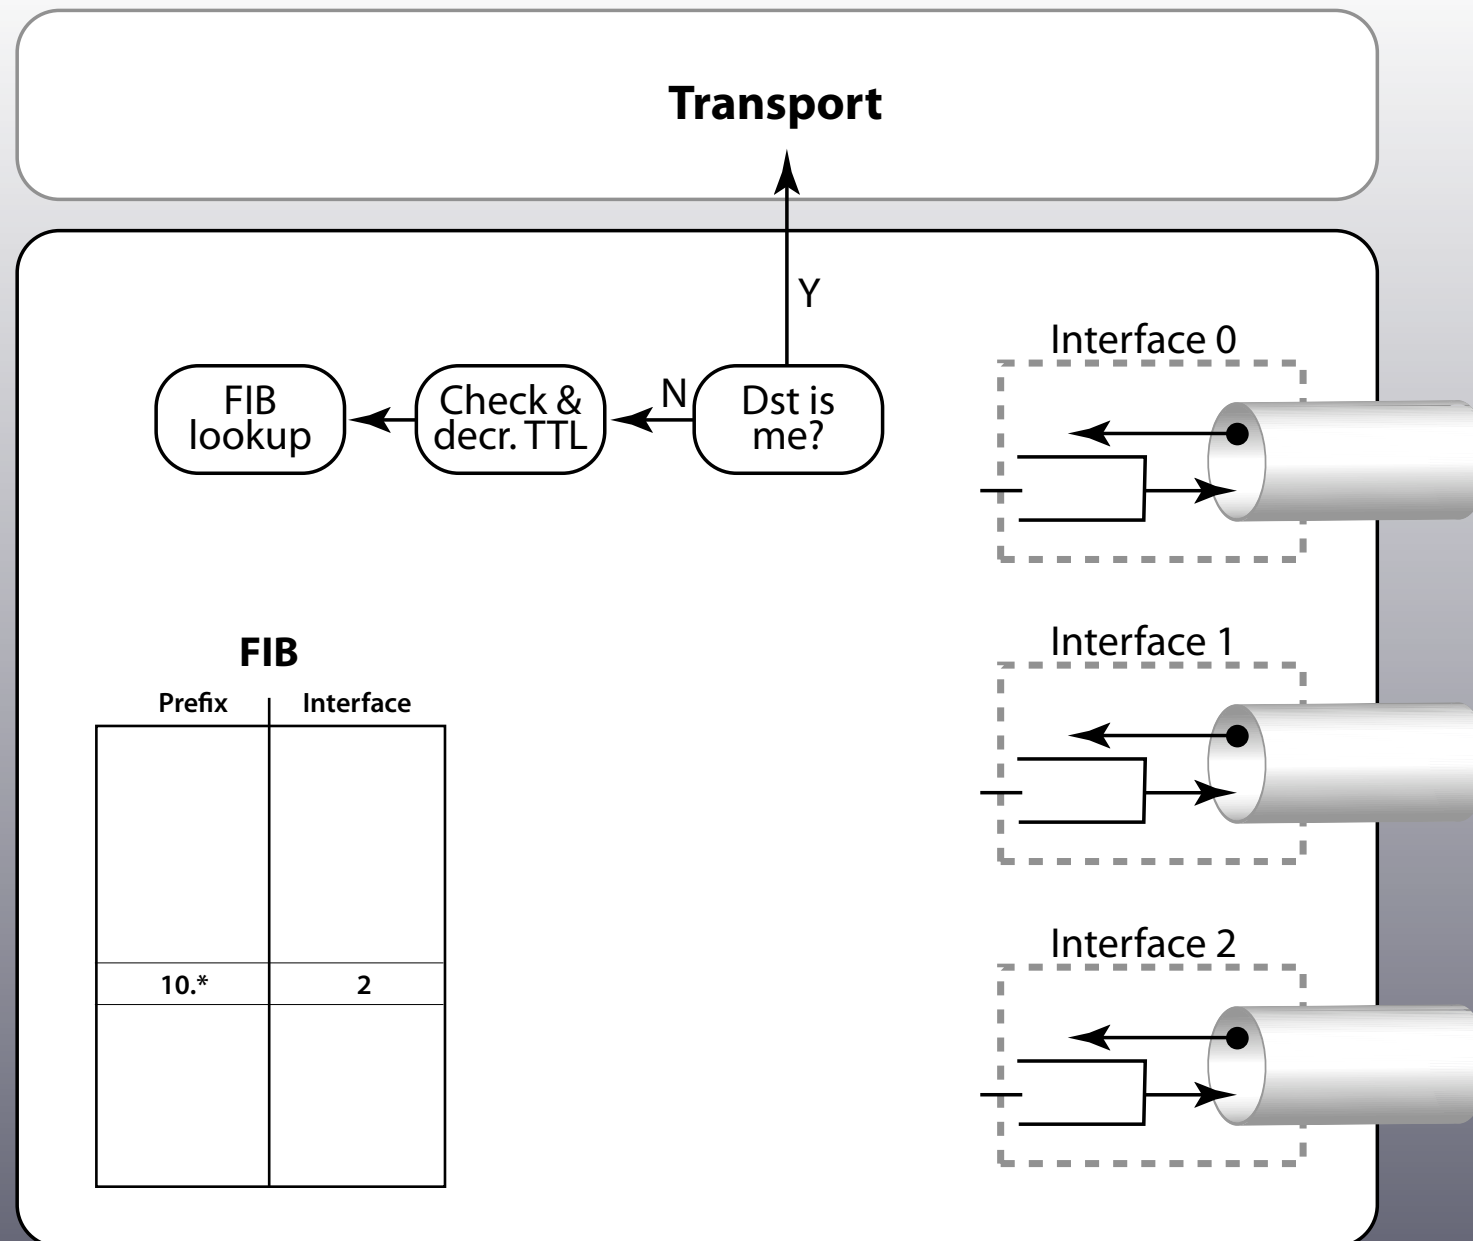 Transport
Y
Interface 0
FIB
lookup
Check &
decr. TTL
N
Dst is
me?
Interface 1
FIB
Prefix Interface
10.* 2
Interface 2